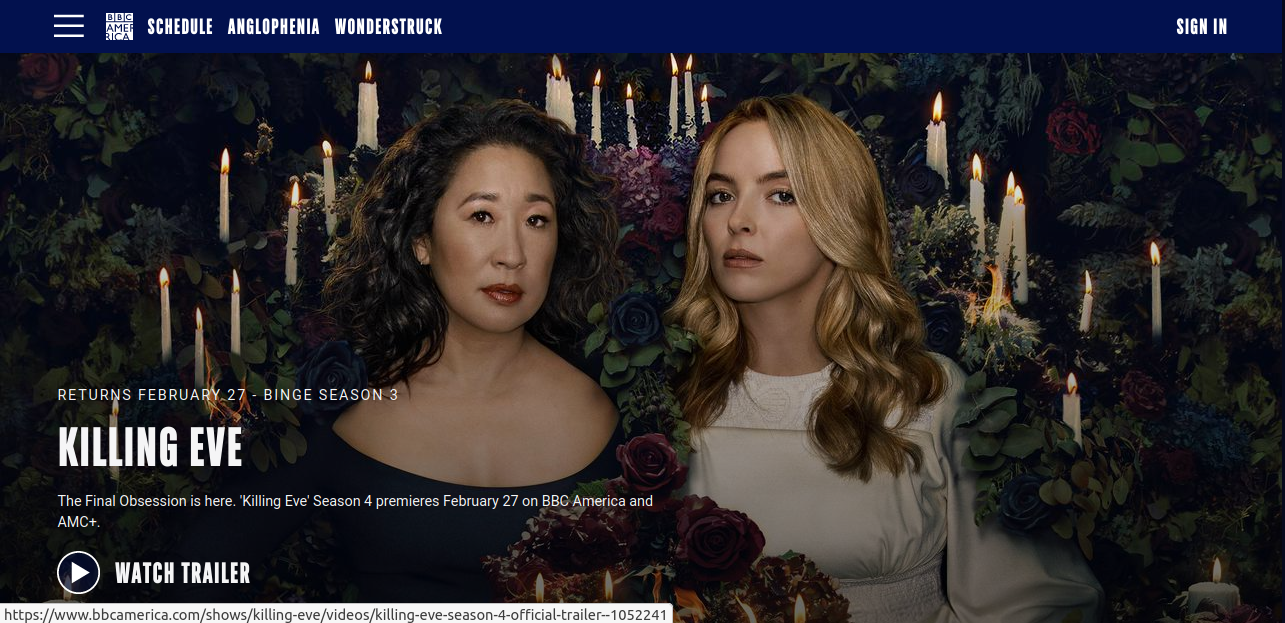 BBC
AMERICA
SCHEDULE ANGLOPHENIA WONDERSTRUCK SIGN IN
RETURNS FEBRUARY 27 - BINGE SEASON 3
KILLING EVE
The Final Obsession is here. 'Killing Eve' Season 4 premieres February 27 on BBC America and
AMC+.
WATCH TRAILER
https://www.bbcamerica.com/shows/killing-eve/videos/killing-eve-season-4-official-trailer--1052241